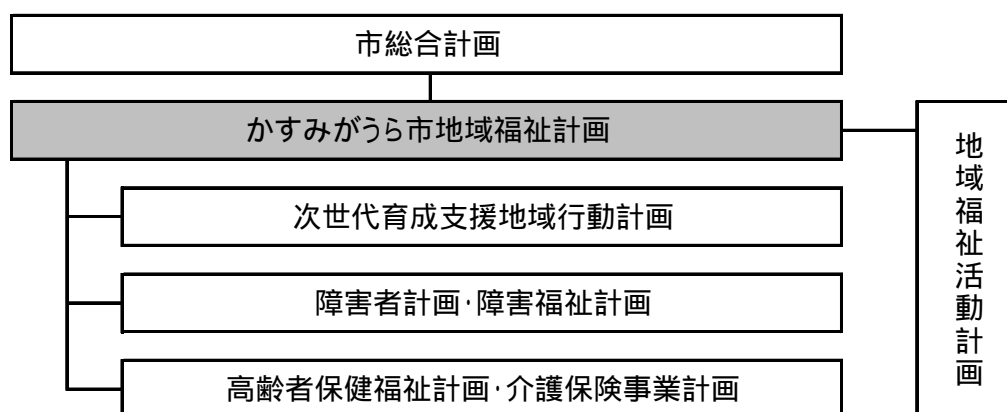 市総合計画
かすみがうら市地域福祉計画
次世代育成支援地域行動計画
障害者計画・障害福祉計画
高齢者保健福祉計画・介護保険事業計画
地域福祉活動計画